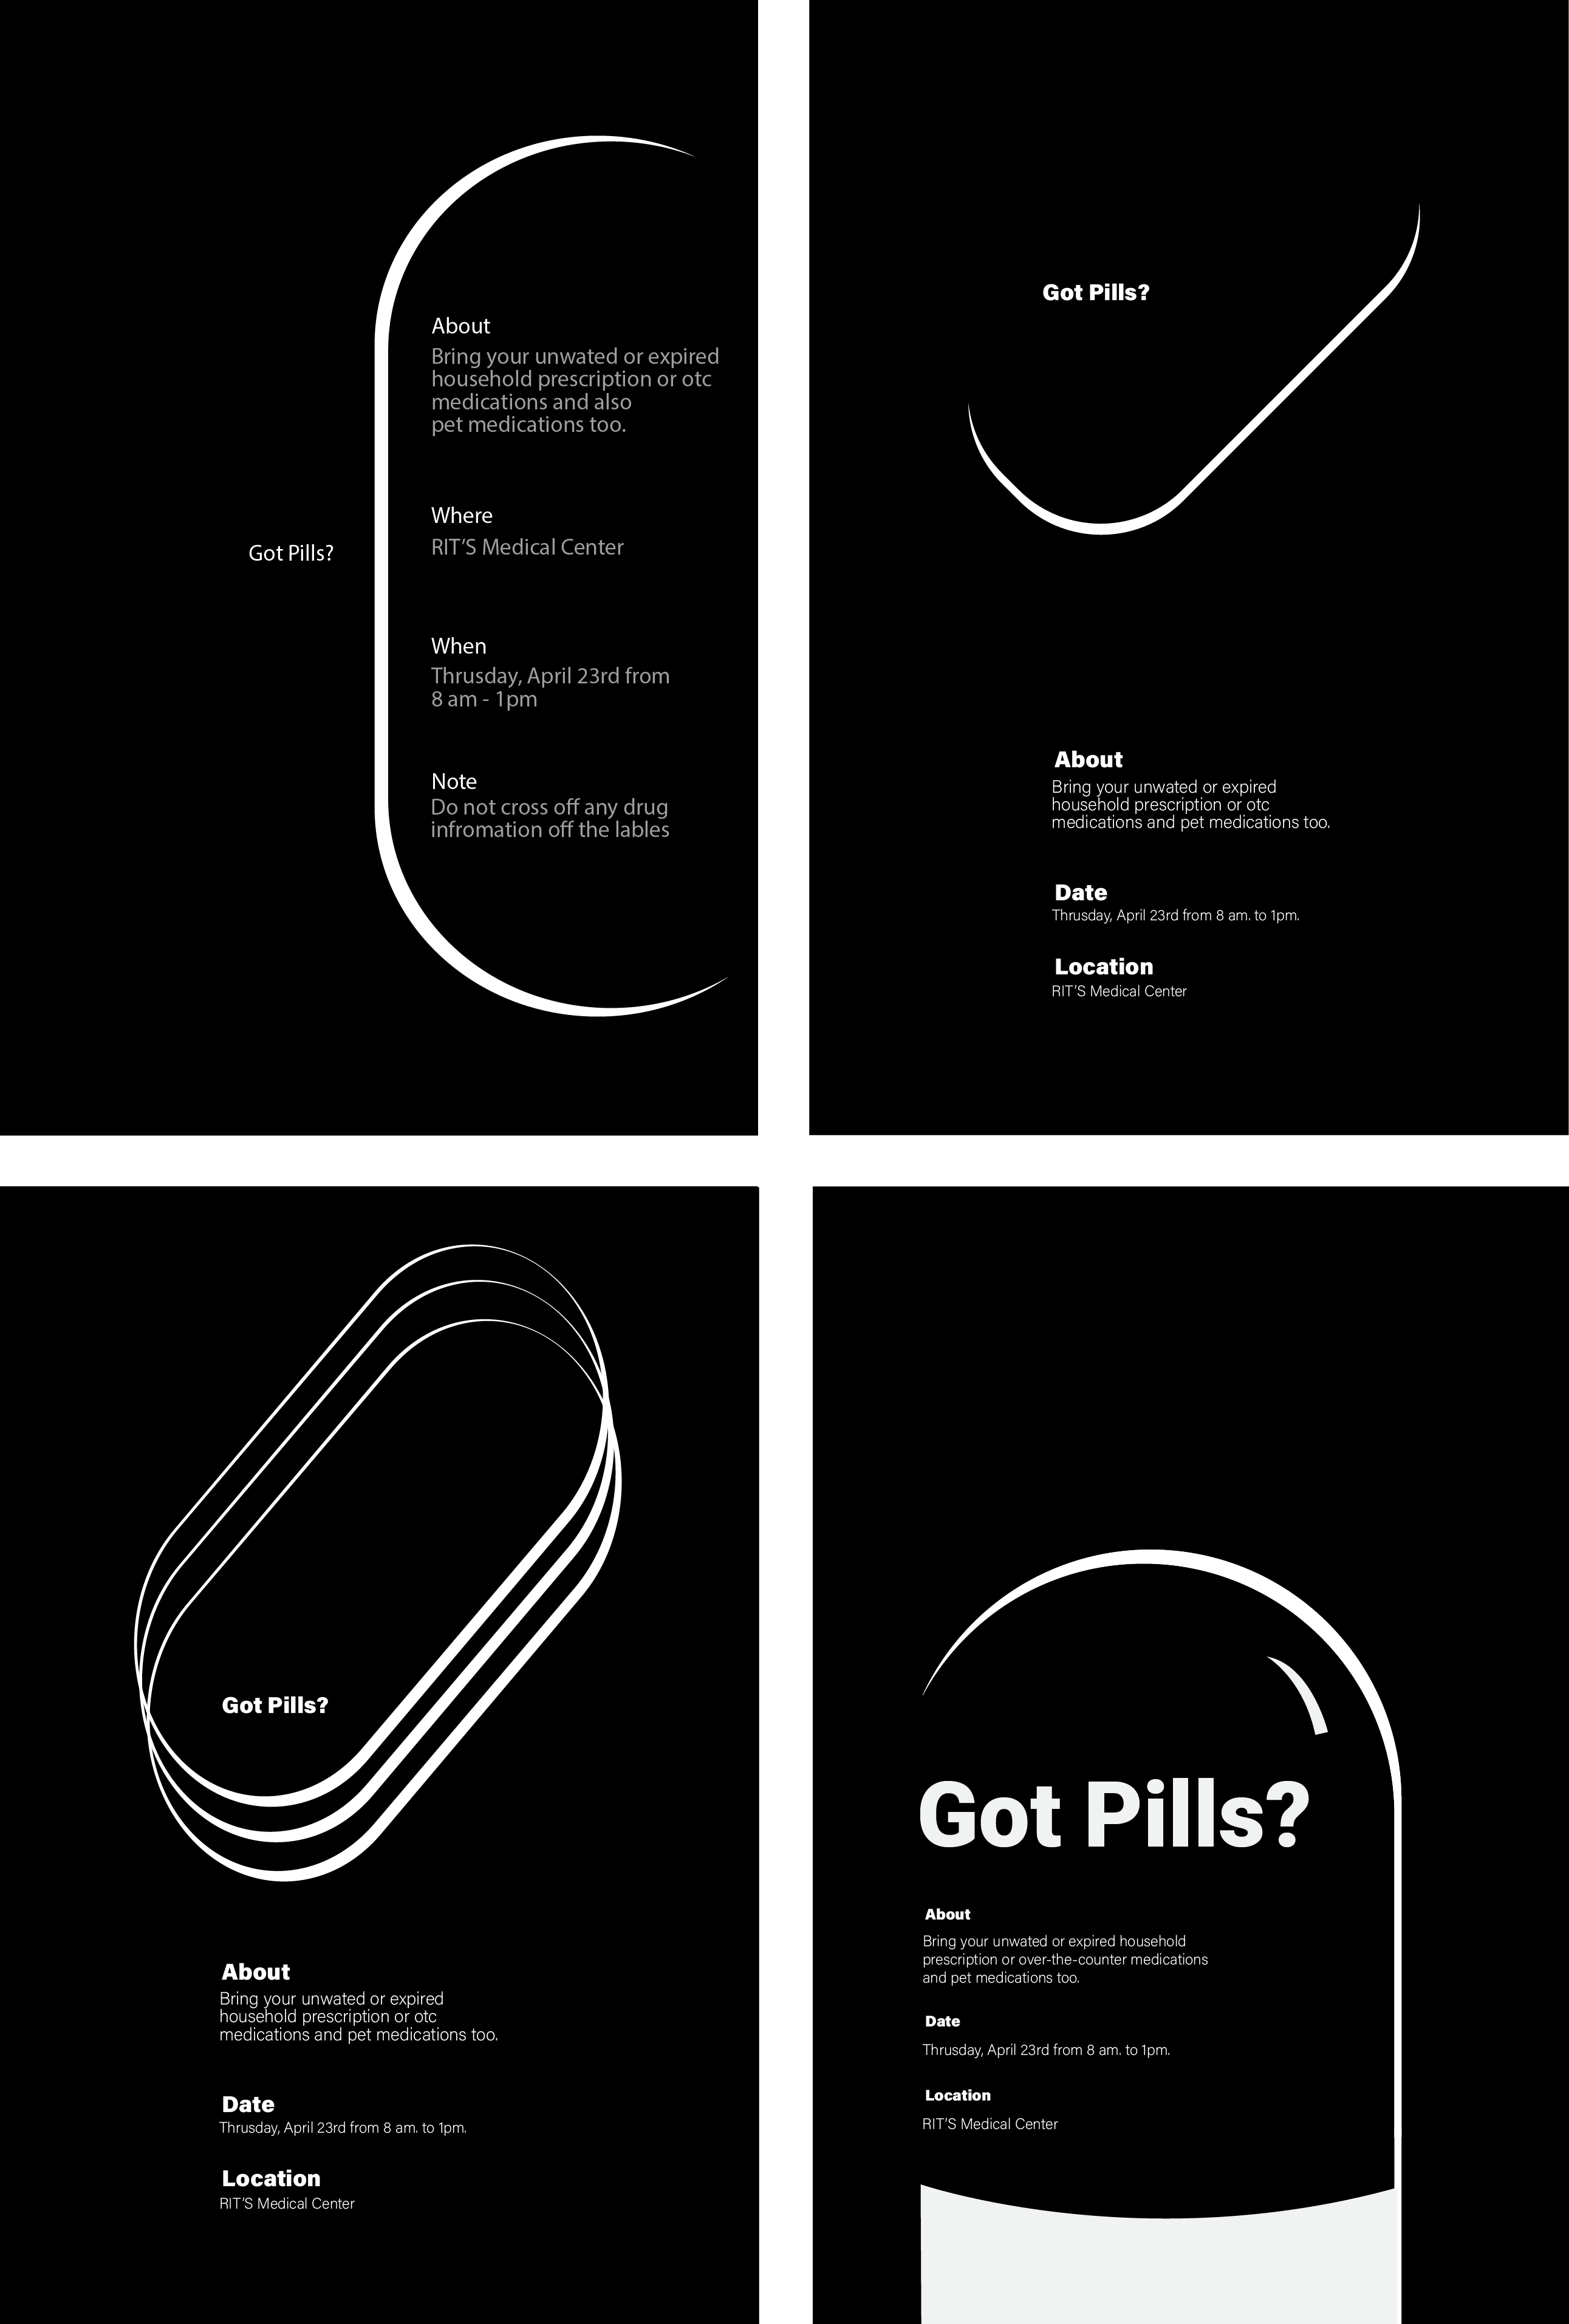 Got Pills?
About
Bring your unwated or expired
household prescription or otc
medications and also
pet medications too.
Where
RIT'S Medical Center
When
Thrusday, April 23rd from
8 am - 1pm
Note
Do not cross off any drug
infromation off the lables
Got Pills?
About
Bring your unwated or expired
household prescription or otc
medications and pet medications too.
Date
Thrusday, April 23rd from 8 am. to 1pm.
Location
RIT'S Medical Center
Got Pills?
About
Bring your unwated or expired
household prescription or otc
medications and pet medications too.
Date
Thrusday, April 23rd from 8 am. to 1pm.
Location
RIT'S Medical Center
Got Pills?
About
Bring your unwated or expired household
prescription or over-the-counter medications
and pet medications too.
Date
Thrusday, April 23rd from 8 am. to 1pm.
Location
RIT'S Medical Center